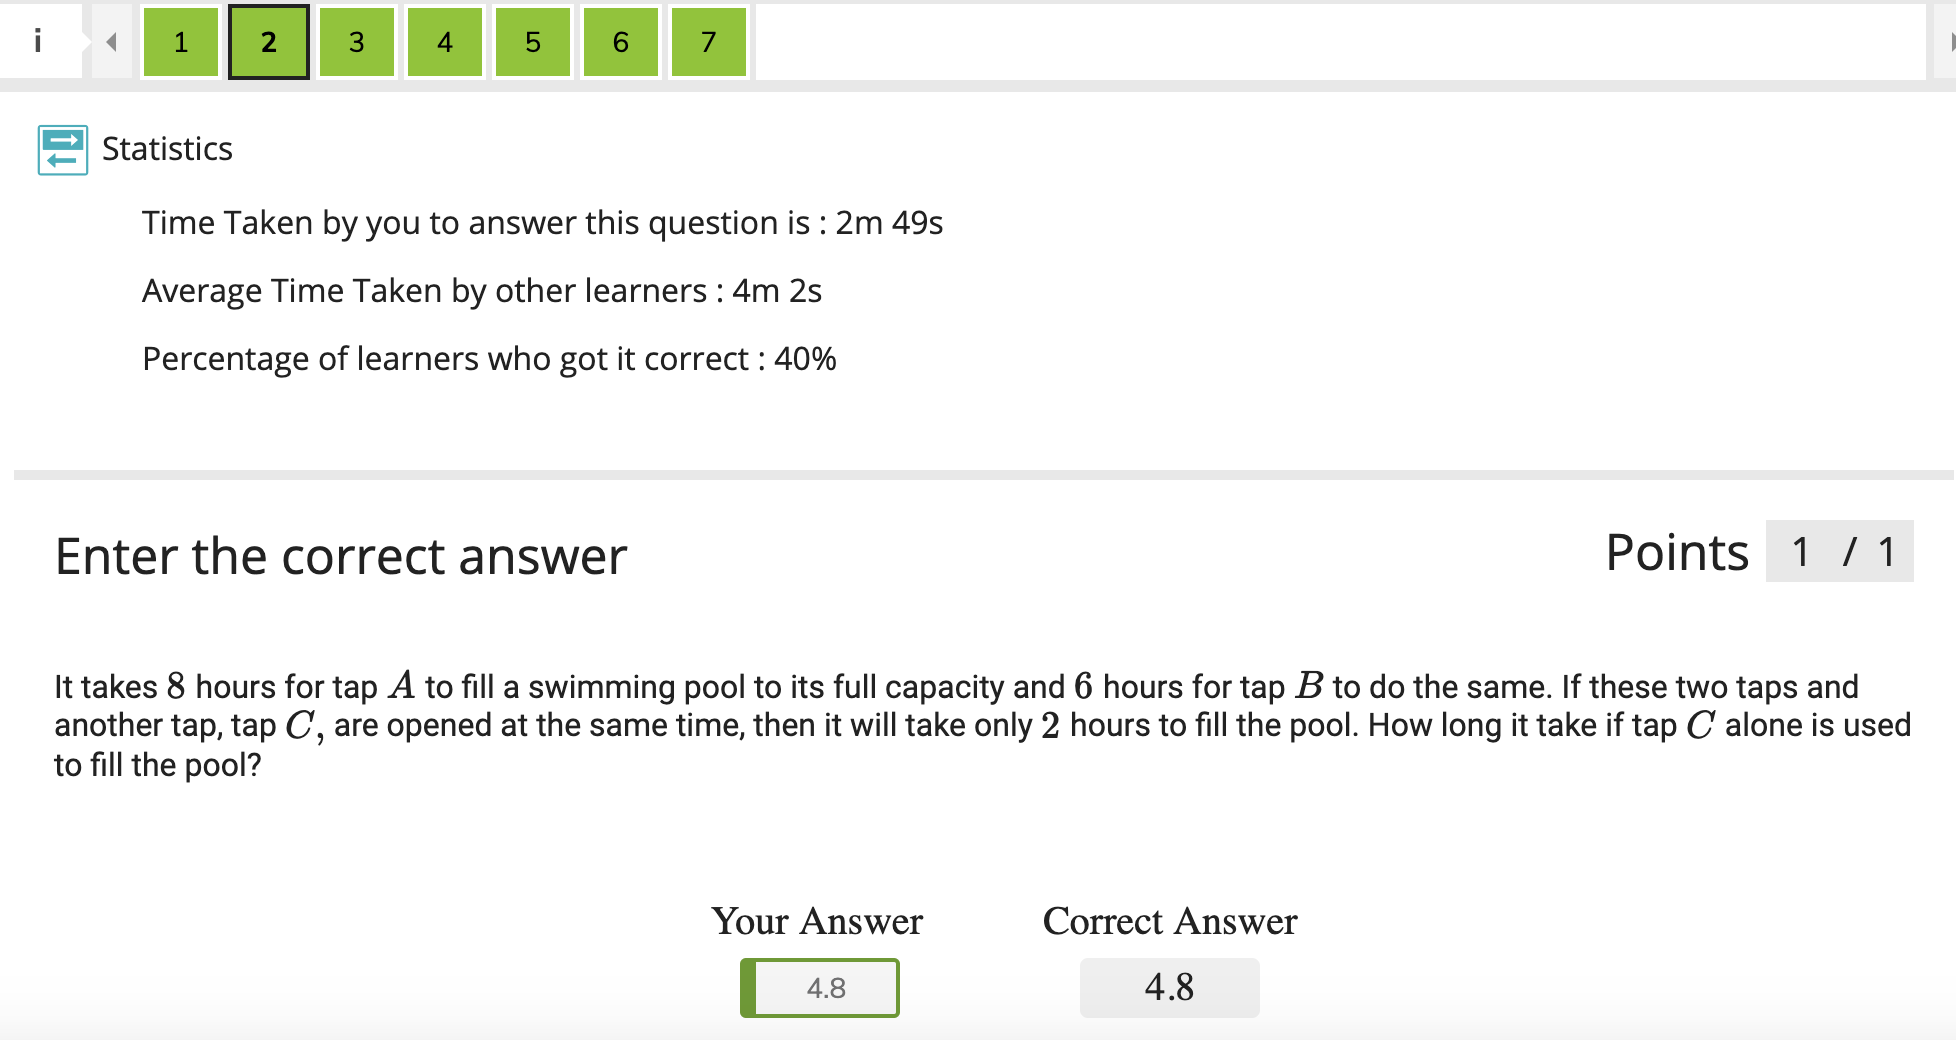 i 1 2 3 4 5 6 7
Statistics
Time Taken by you to answer this question is : 2m 49s
Average Time Taken by other learners : 4m 2s
Percentage of learners who got it correct : 40%
Enter the correct answer
Points 1 / 1
It takes 8 hours for tap A to fill a swimming pool to its full capacity and 6 hours for tap B to do the same. If these two taps and
another tap, tap C, are opened at the same time, then it will take only 2 hours to fill the pool. How long it take if tap C alone is used
to fill the pool?
Your Answer Correct Answer
4.8 4.8